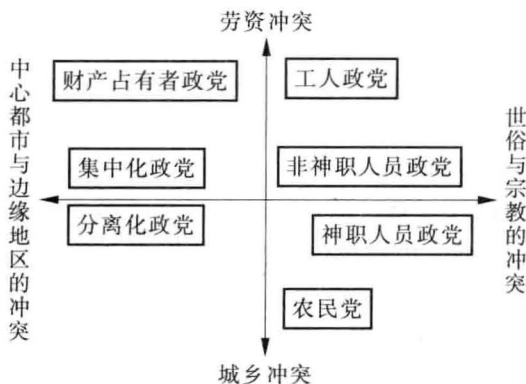 劳资冲突
财产占有者政党
工人政党
中心都市与边缘地区的冲突
世俗与宗教的冲突
集中化政党
非神职人员政党
分离化政党
神职人员政党
农民党
城乡冲突